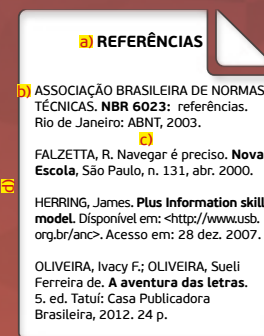 a) REFERÊNCIAS
b) ASSOCIAÇÃO BRASILEIRA DE NORMAS
TÉCNICAS. NBR 6023: referências.
Rio de Janeiro: ABNT, 2003.
c)
FALZETTA, R. Navegar é preciso. Nova
Escola, São Paulo, n. 131, abr. 2000.
d)
HERRING, James. Plus Information skill
model. Dísponível em: <http://www.usb.
org.br/anc>. Acesso em: 28 dez. 2007.
OLIVEIRA, Ivacy F.; OLIVEIRA, Sueli
Ferreira de. A aventura das letras.
5. ed. Tatuí: Casa Publicadora
Brasileira, 2012. 24 p.